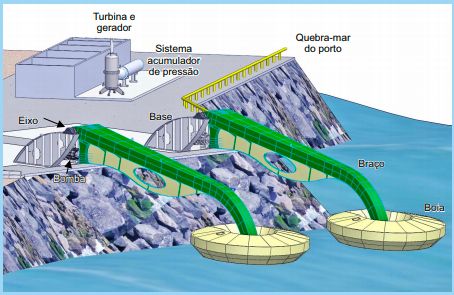 Turbina e
gerador
Quebra-mar
do porto
Sistema
acumulador
de pressão
Eixo
Base
Bomba
Braço
Boia